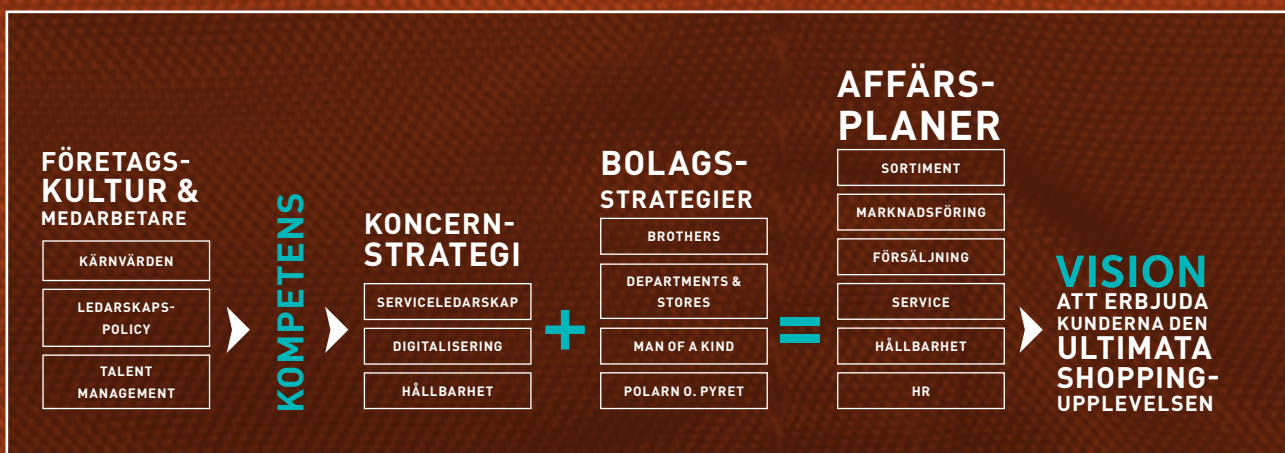 FÖRETAGS-
KULTUR &
MEDARBETARE
KÄRNVÄRDEN
LEDARSKAPS-
POLICY
TALENT
MANAGEMENT
KOMPETENS
KONCERN-
STRATEGI
SERVICELEDARSKAP
DIGITALISERING
HÅLLBARHET
+
BOLAGS-
STRATEGIER
BROTHERS
DEPARTMENTS &
STORES
MAN OF A KIND
POLARN O. PYRET
=
AFFÄRS-
PLANER
SORTIMENT
MARKNADSFÖRING
FÖRSÄLJNING
SERVICE
HÅLLBARHET
HR
VISION
ATT ERBJUDA
KUNDERNA DEN
ULTIMATA
SHOPPING-
UPPLEVELSEN